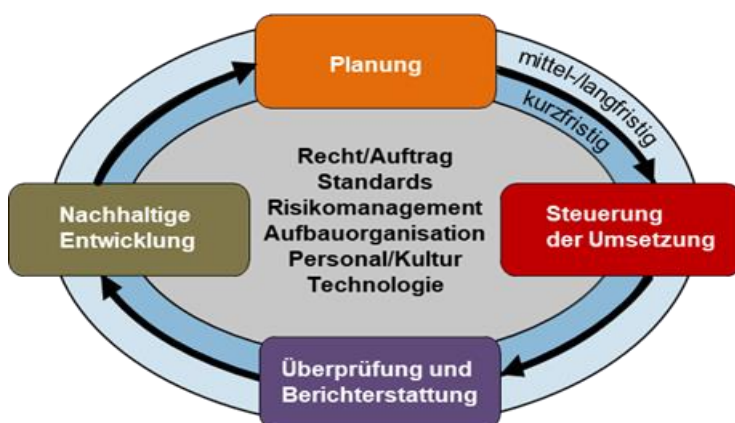 Planung
mittel-/langfristig
kurzfristig
Recht/Auftrag
Standards
Risikomanagement
Aufbauorganisation
Personal/Kultur
Technologie
Nachhaltige
Entwicklung
Steuerung
der Umsetzung
Überprüfung und
Berichterstattung